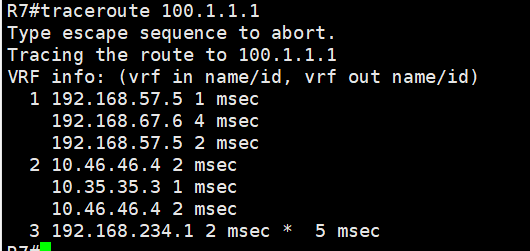 R7#traceroute 100.1.1.1
Type escape sequence to abort.
Tracing the route to 100.1.1.1
VRF info: (vrf in name/id, vrf out name/id)
  1 192.168.57.5 1 msec
    192.168.67.6 4 msec
    192.168.57.5 2 msec
  2 10.46.46.4 2 msec
    10.35.35.3 1 msec
    10.46.46.4 2 msec
  3 192.168.234.1 2 msec *  5 msec
R7#